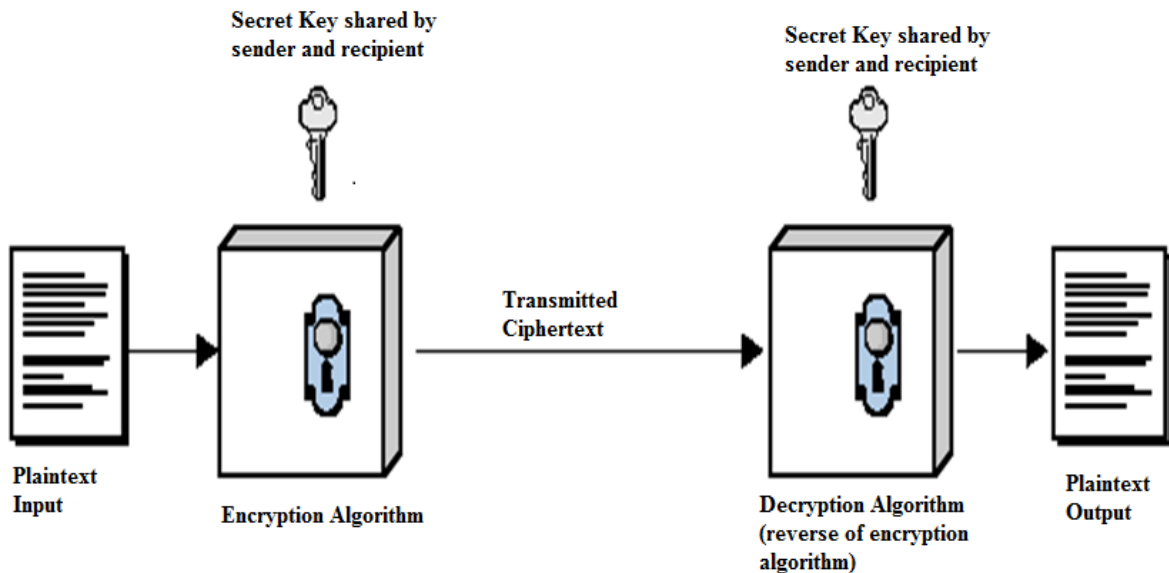 Secret Key shared by
sender and recipient
Secret Key shared by
sender and recipient
Transmitted
Ciphertext
Plaintext
Input
Encryption Algorithm
Decryption Algorithm
(reverse of encryption
algorithm)
Plaintext
Output